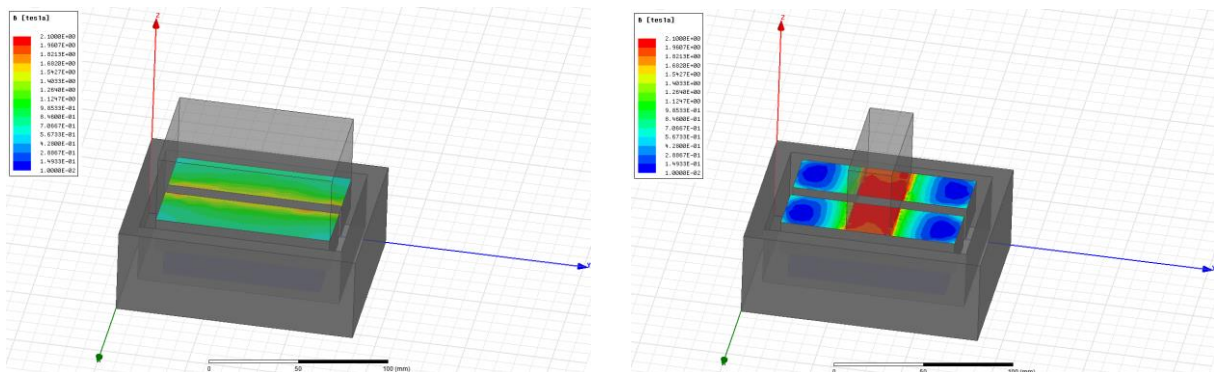 B [tesla]
2.1000E+00
1.9607E+00
1.8213E+00
1.6820E+00
1.5427E+00
1.4033E+00
1.2640E+00
1.1247E+00
9.8533E-01
8.4600E-01
7.0667E-01
5.6733E-01
4.2800E-01
2.8867E-01
1.4933E-01
1.0000E-02
Z
Y
0 50 100 (mm)
B [tesla]
2.1000E+00
1.9607E+00
1.8213E+00
1.6820E+00
1.5427E+00
1.4033E+00
1.2640E+00
1.1247E+00
9.8533E-01
8.4600E-01
7.0667E-01
5.6733E-01
4.2800E-01
2.8867E-01
1.4933E-01
1.0000E-02
Z
Y
0 50 100 (mm)